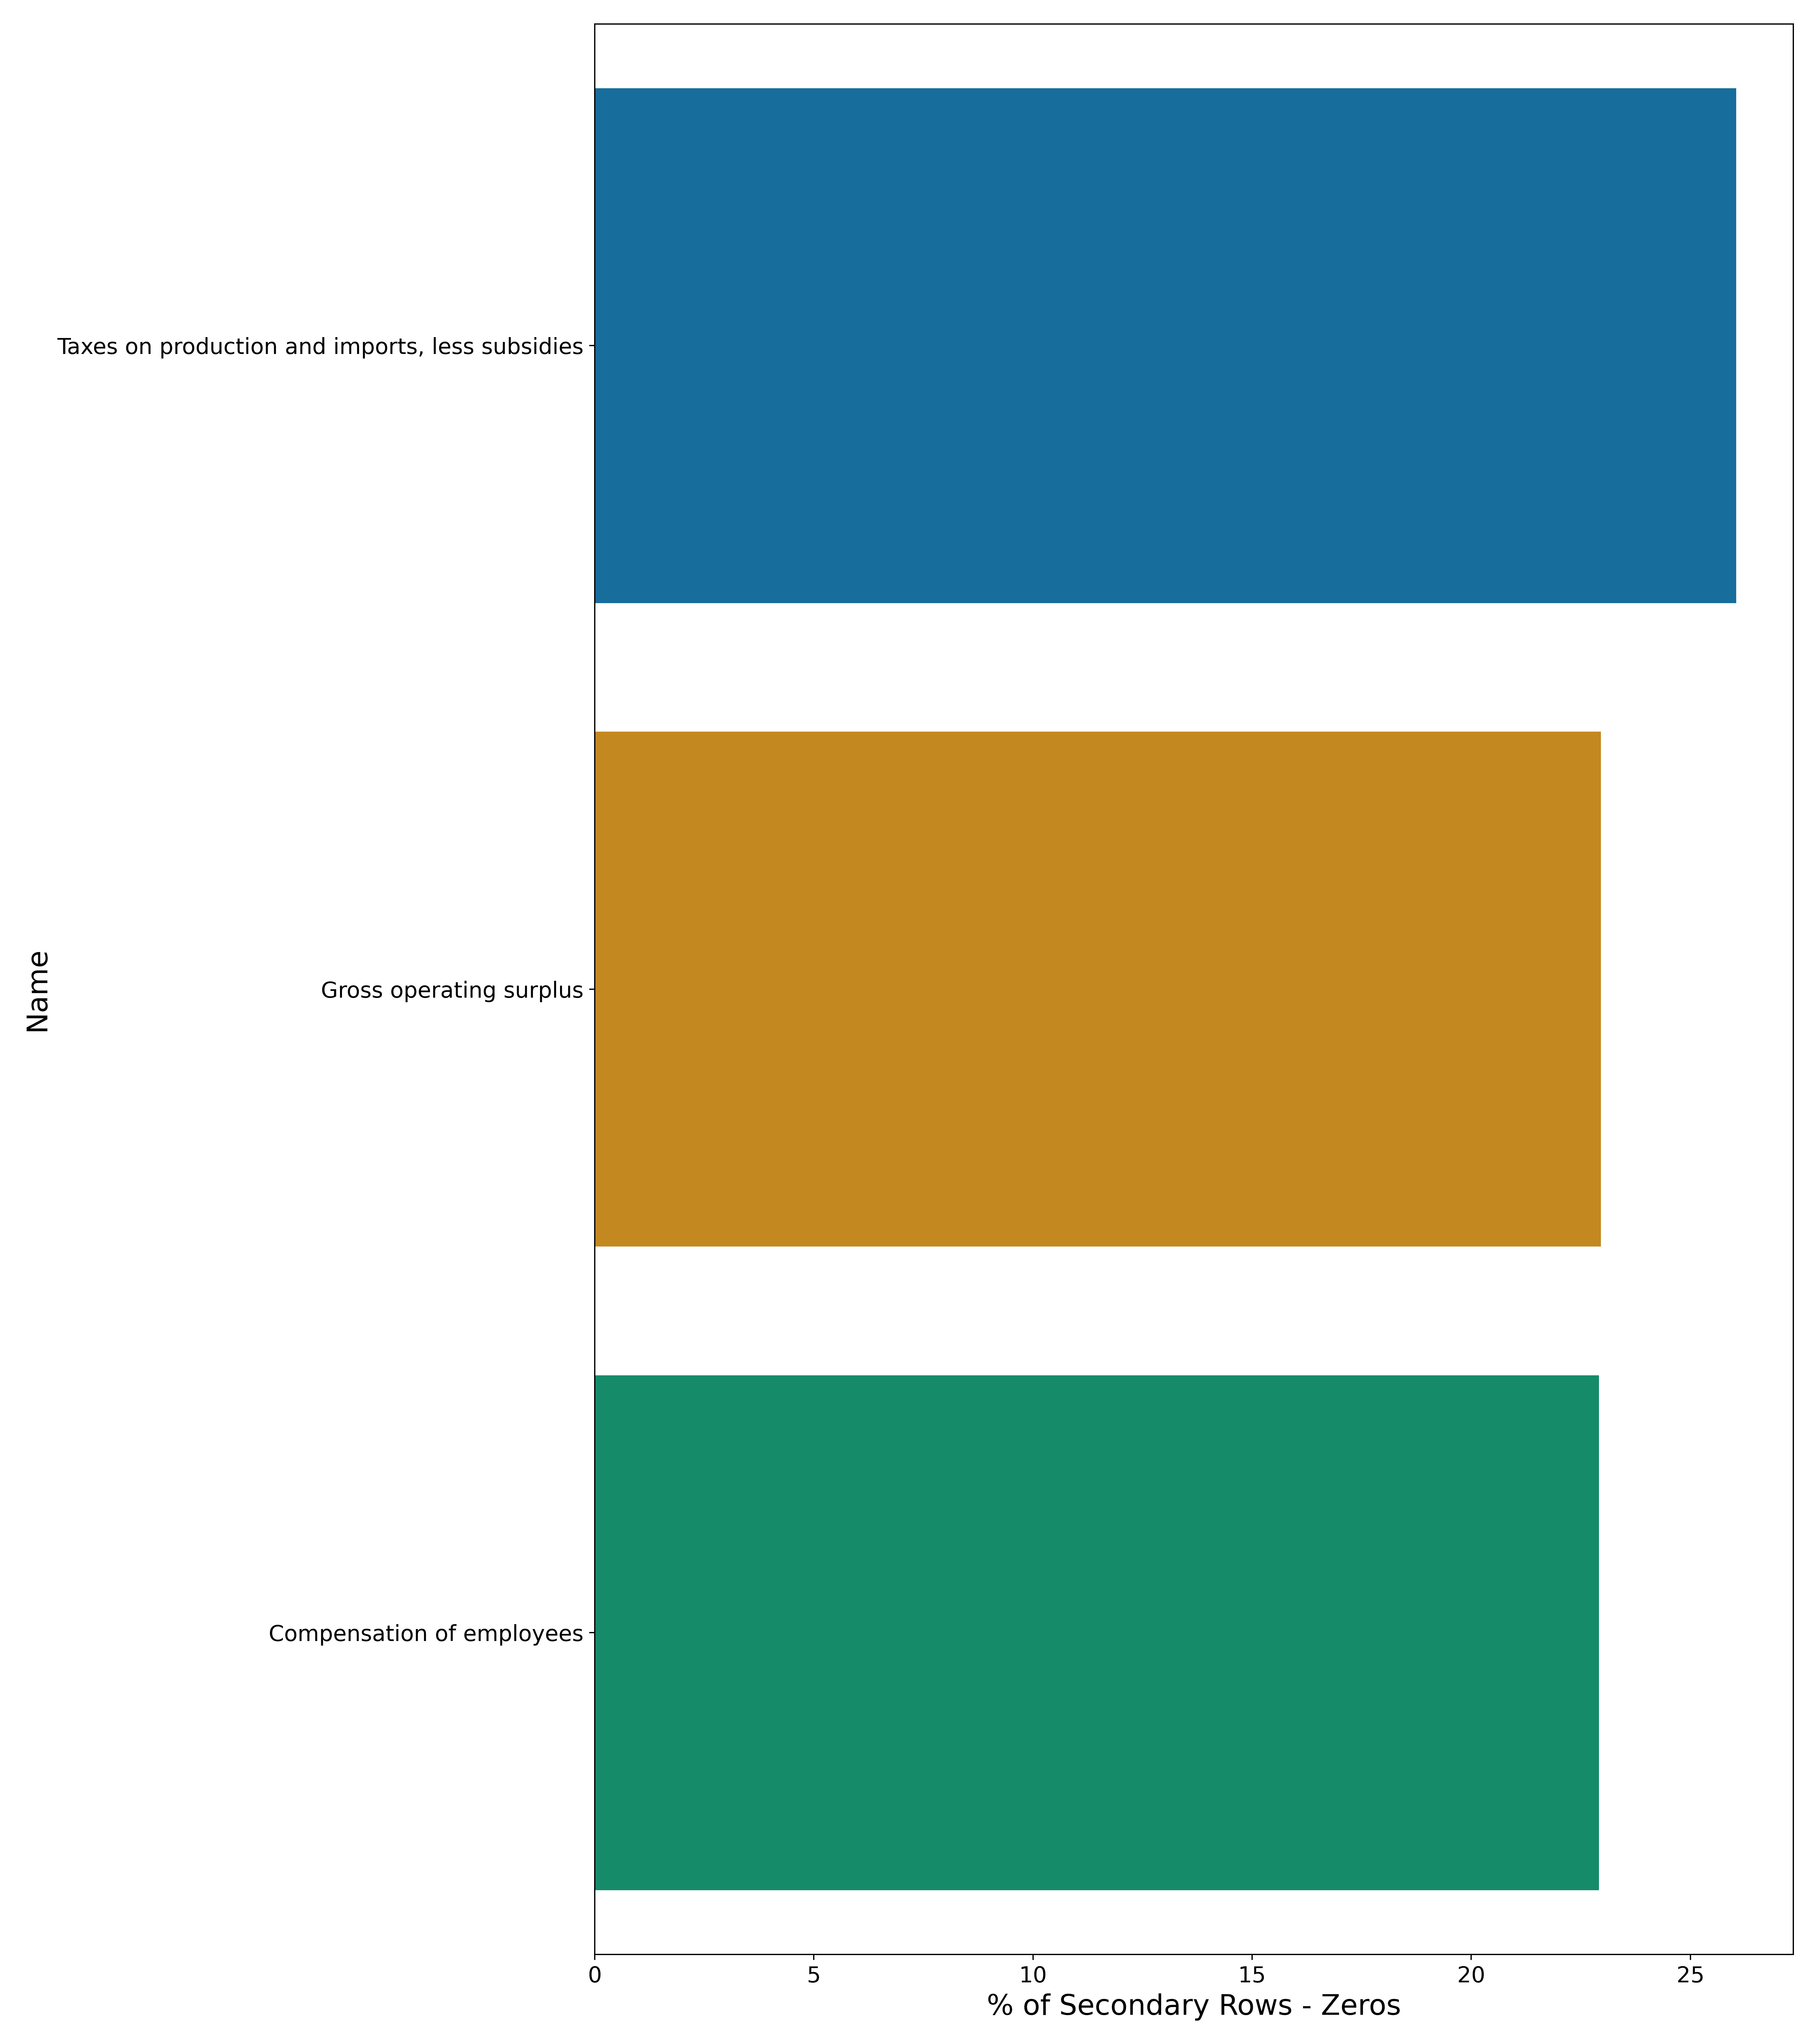 Taxes on production and imports, less subsidies
Gross operating surplus
Compensation of employees
Name
0 5 10 15 20 25
% of Secondary Rows - Zeros